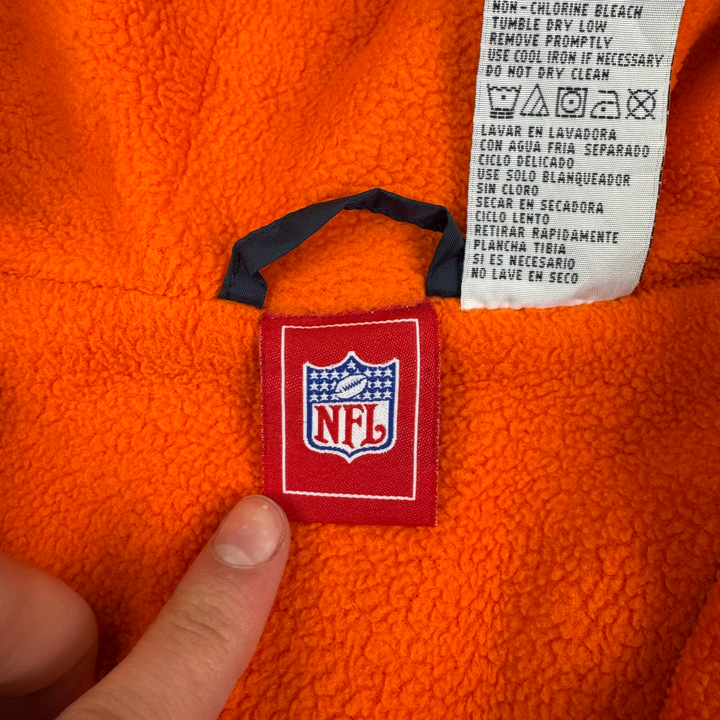 NON-CHLORINE BLEACH
TUMBLE DRY LOW
REMOVE PROMPTLY
USE COOL IRON IF NECESSARY
DO NOT DRY CLEAN
LAVAR EN LAVADORA
CON AGUA FRIA SEPARADO
CICLO DELICADO
USE SOLO BLANQUEADOR
SIN CLORO
SECAR EN SECADORA
CICLO LENTO
RETIRAR RAPIDAMENTE
PLANCHA TIBIA
SI ES NECESARIO
NO LAVE EN SECO
NFL